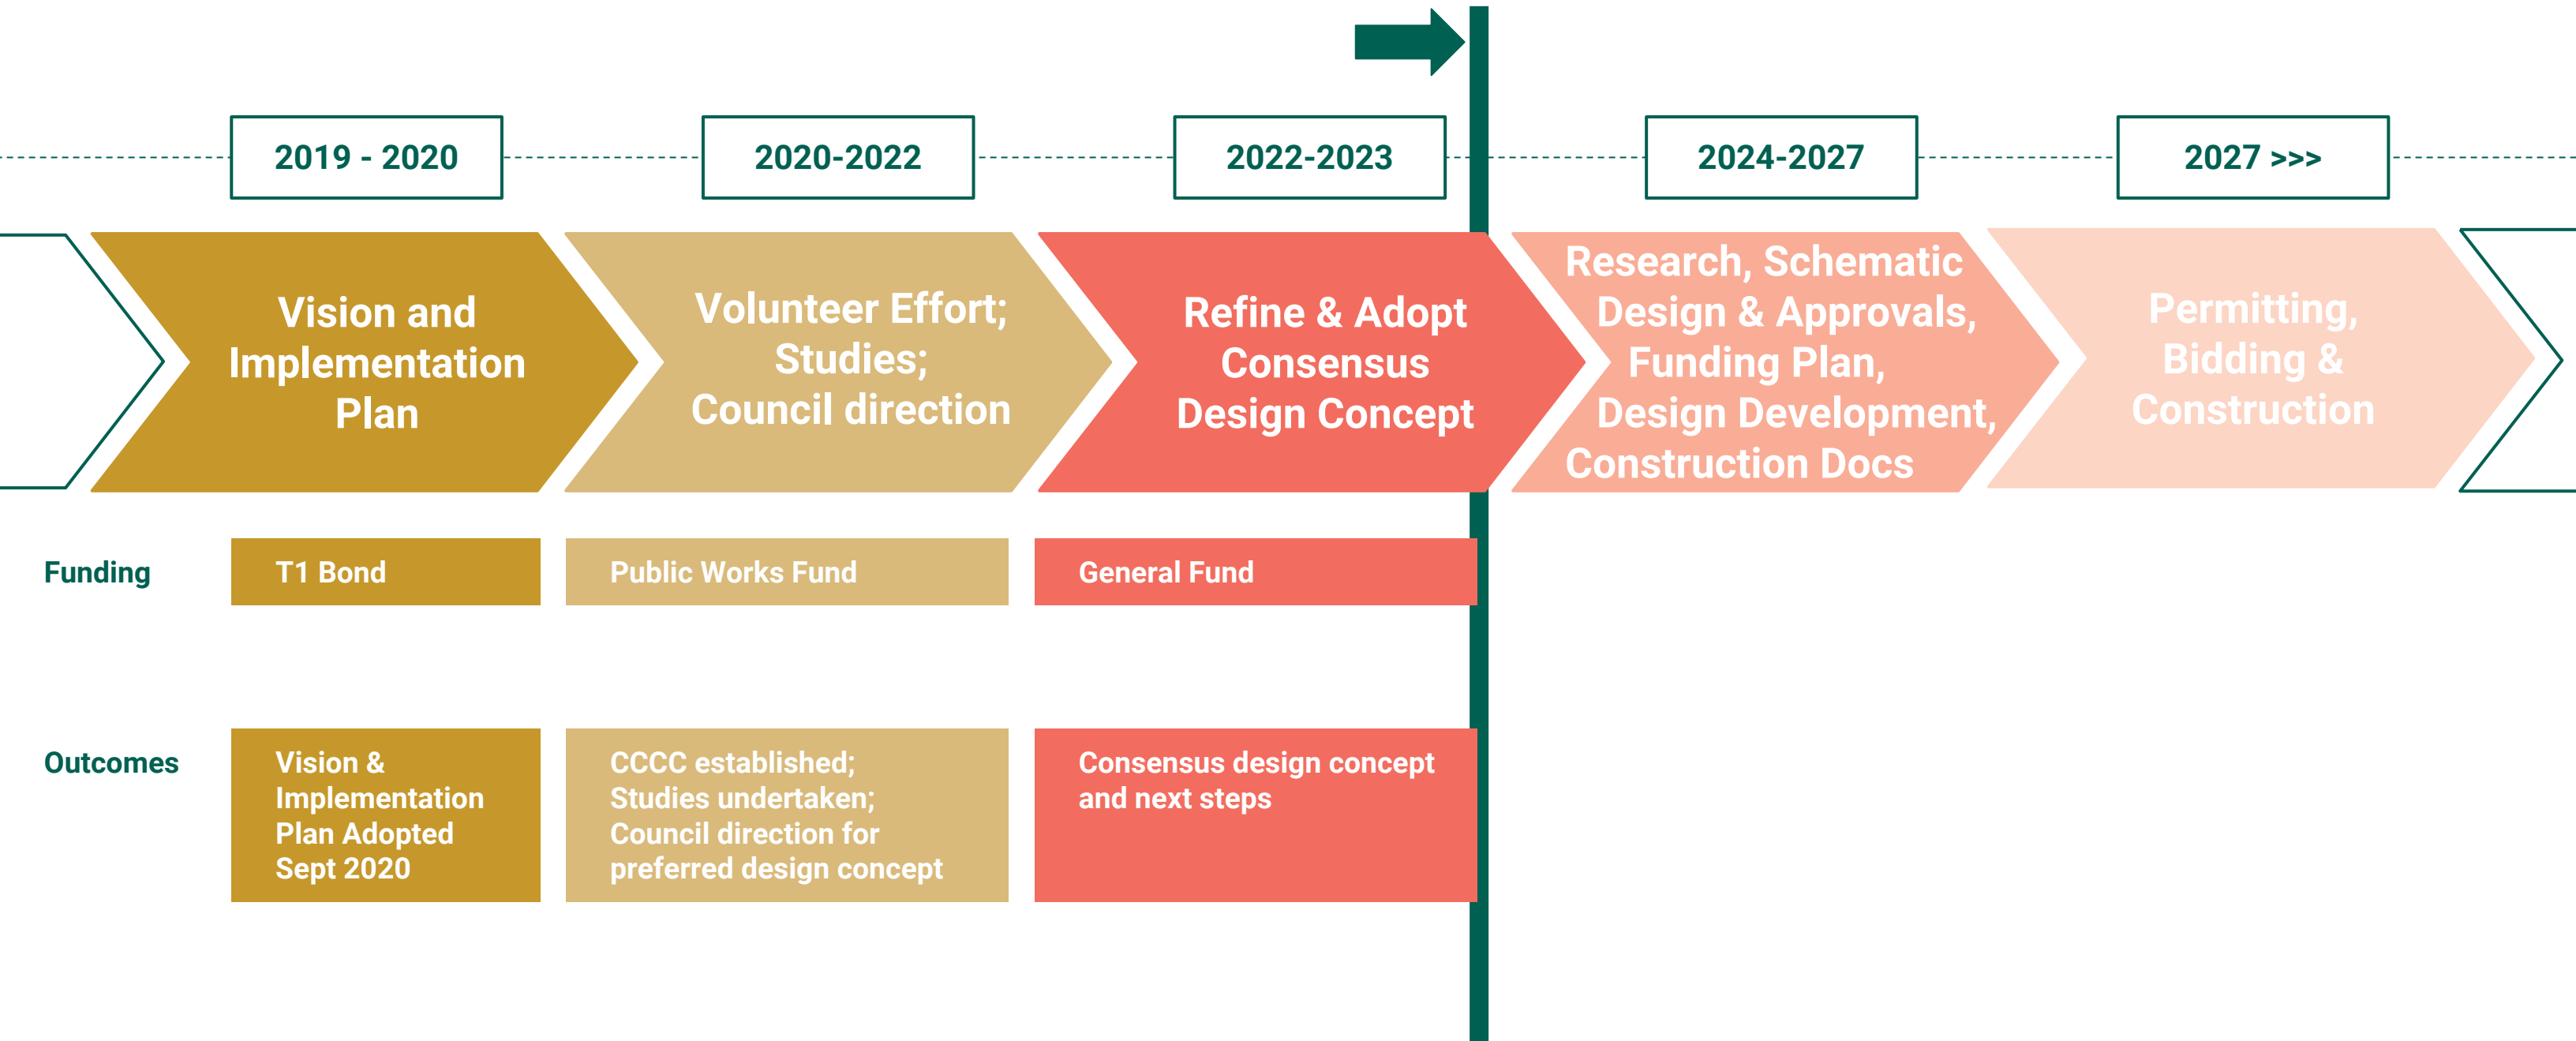 2019 - 2020
2020-2022
2022-2023
2024-2027
2027 >>>
Vision and
Implementation
Plan
Volunteer Effort;
Studies;
Council direction
Refine & Adopt
Consensus
Design Concept
Research, Schematic
Design & Approvals,
Funding Plan,
Design Development,
Construction Docs
Permitting,
Bidding &
Construction
Funding
T1 Bond
Public Works Fund
General Fund
Outcomes
Vision &
Implementation
Plan Adopted
Sept 2020
CCCC established;
Studies undertaken;
Council direction for
preferred design concept
Consensus design concept
and next steps